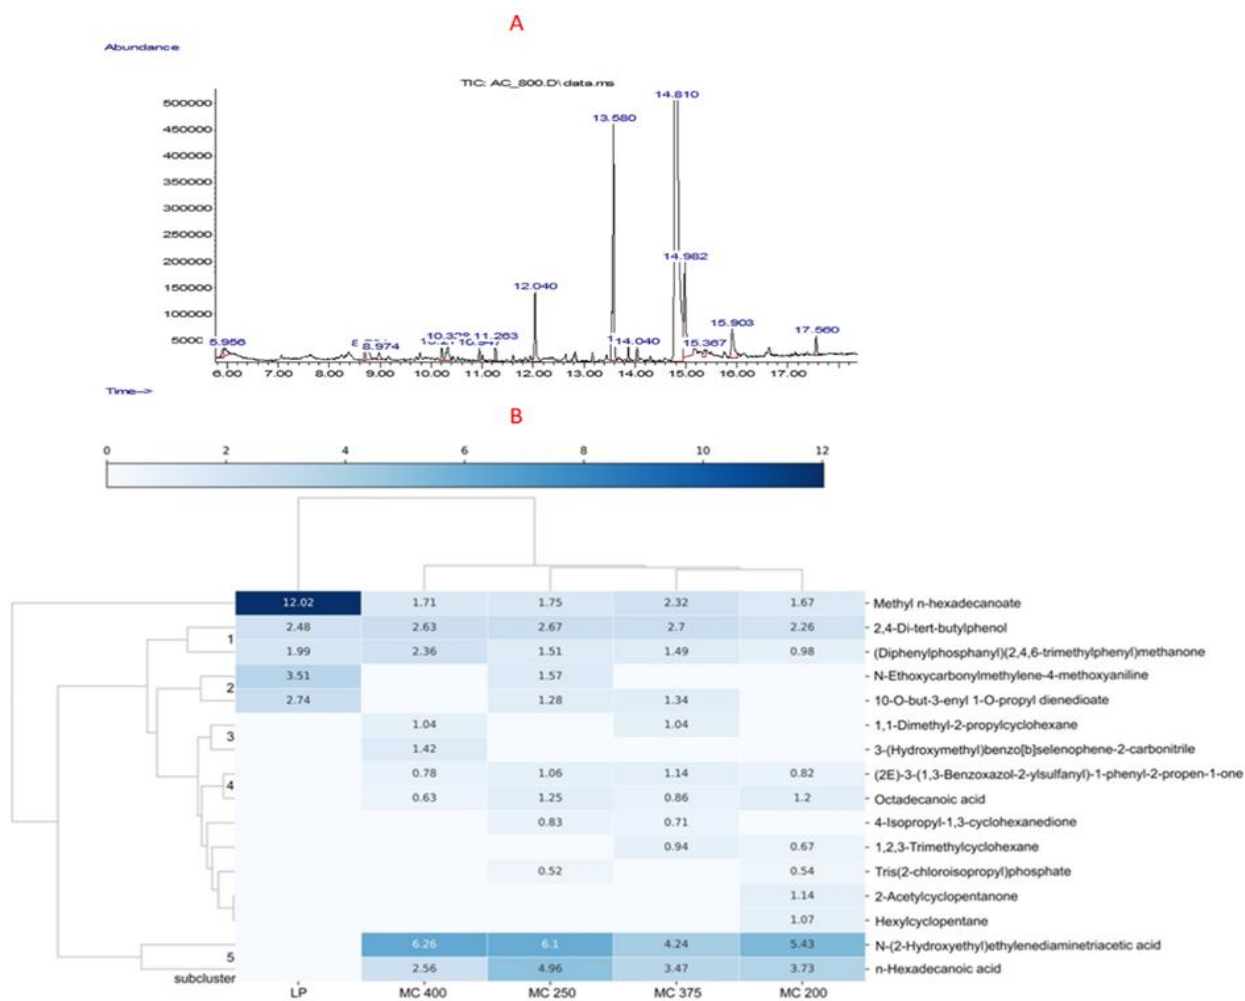 A
Abundance
TIC: AC_800.D\data.ms
14.810
500000
13.580
450000
400000
350000
300000
250000
14.982
200000
12.040
150000
100000
15.903
17.560
5.956
8.974
11.263
14.040
15.367
6.00 7.00 8.00 9.00 10.00 11.00 12.00 13.00 14.00 15.00 16.00 17.00
Time-->
B
0 2 4 6 8 10 12
12.02 1.71 1.75 2.32 1.67 Methyl n-hexadecanoate
1 2.48 2.63 2.67 2.7 2.26 2,4-Di-tert-butylphenol
1.99 2.36 1.51 1.49 0.98 (Diphenylphosphanyl)(2,4,6-trimethylphenyl)methanone
2 3.51 1.57 N-Ethoxycarbonylmethylene-4-methoxyaniline
2.74 1.28 1.34 10-O-but-3-enyl 1-O-propyl dienedioate
3 1.04 1.04 1,1-Dimethyl-2-propylcyclohexane
1.42 3-(Hydroxymethyl)benzo[b]selenophene-2-carbonitrile
4 0.78 1.06 1.14 0.82 (2E)-3-(1,3-Benzoxazol-2-ylsulfanyl)-1-phenyl-2-propen-1-one
0.63 1.25 0.86 1.2 Octadecanoic acid
0.83 0.71 4-Isopropyl-1,3-cyclohexanedione
0.94 0.67 1,2,3-Trimethylcyclohexane
0.52 0.54 Tris(2-chloroisopropyl)phosphate
1.14 2-Acetylcyclopentanone
1.07 Hexylcyclopentane
5 6.26 6.1 4.24 5.43 N-(2-Hydroxyethyl)ethylenediaminetriacetic acid
2.56 4.96 3.47 3.73 n-Hexadecanoic acid
subcluster
LP MC 400 MC 250 MC 375 MC 200